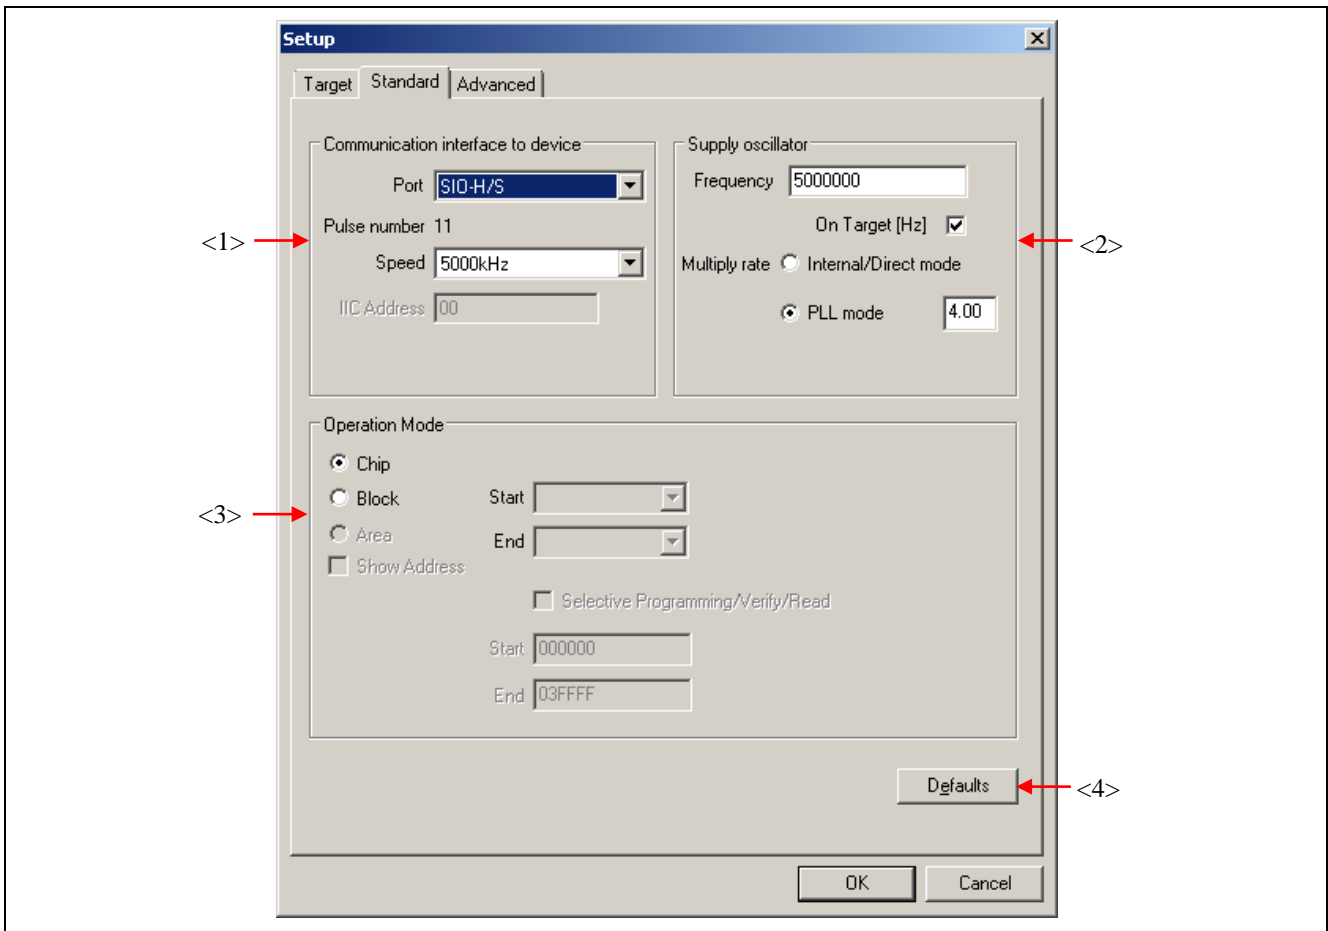 Setup
Target Standard Advanced
Communication interface to device
Port SIO-H/S
Pulse number 11
Speed 5000kHz
IIC Address 00
Supply oscillator
Frequency 5000000
On Target [Hz]
Multiply rate Internal/Direct mode
PLL mode 4.00
<1>
<2>
Operation Mode
Chip
Block Start
Area End
Show Address
Selective Programming/Verify/Read
Start 000000
End 03FFFF
<3>
Defaults
<4>
OK Cancel